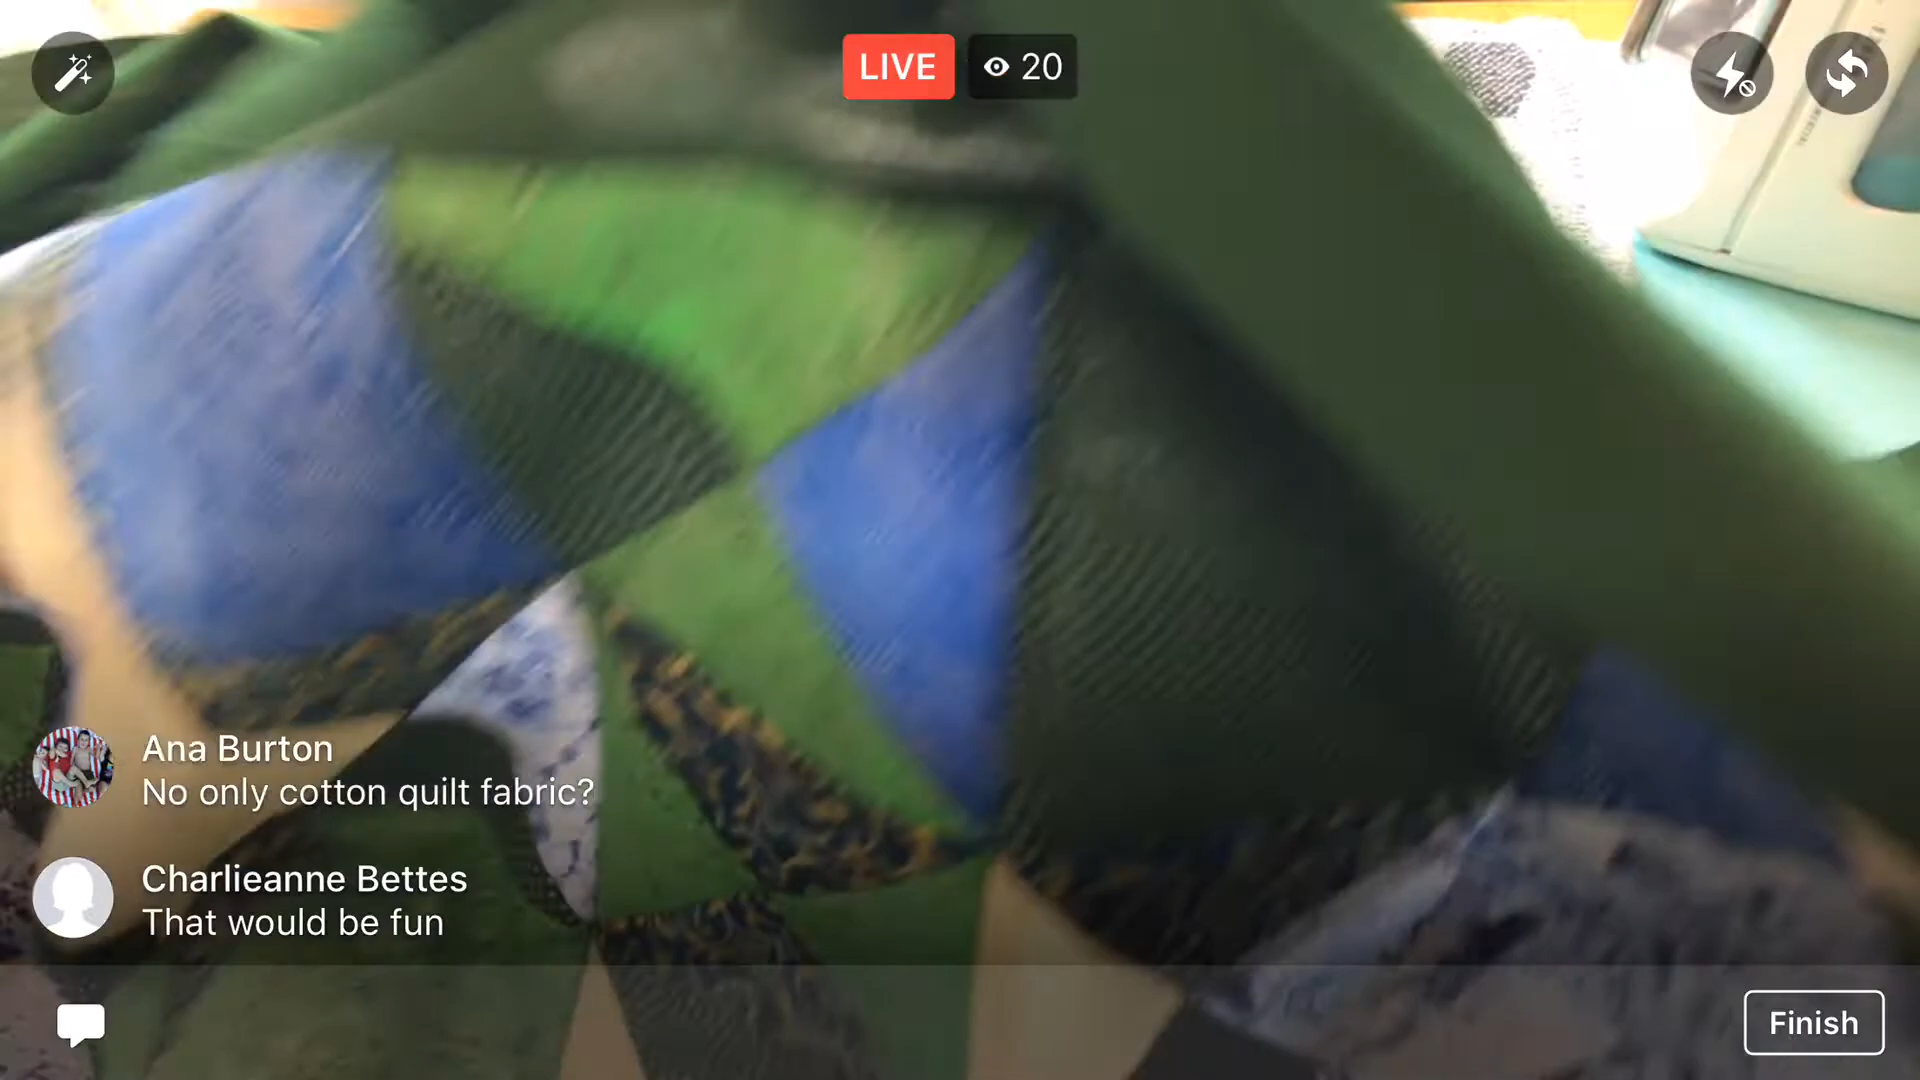 LIVE 20
Ana Burton
No only cotton quilt fabric?
Charlieanne Bettes
That would be fun
Finish